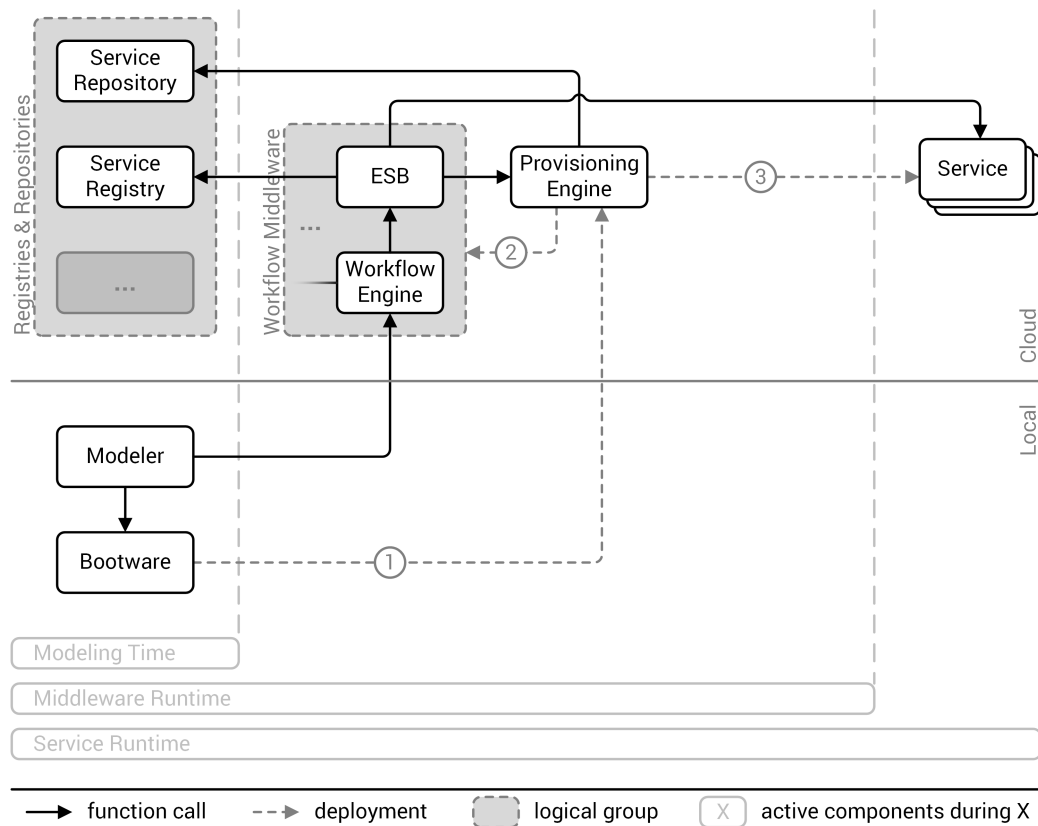 Registries & Repositories
Service
Repository
Service
Registry
...
Workflow Middleware
ESB
...
Workflow
Engine
Provisioning
Engine
3
2
Service
Cloud
Local
Modeler
Bootware
1
Modeling Time
Middleware Runtime
Service Runtime
function call
deployment
logical group
X
active components during X